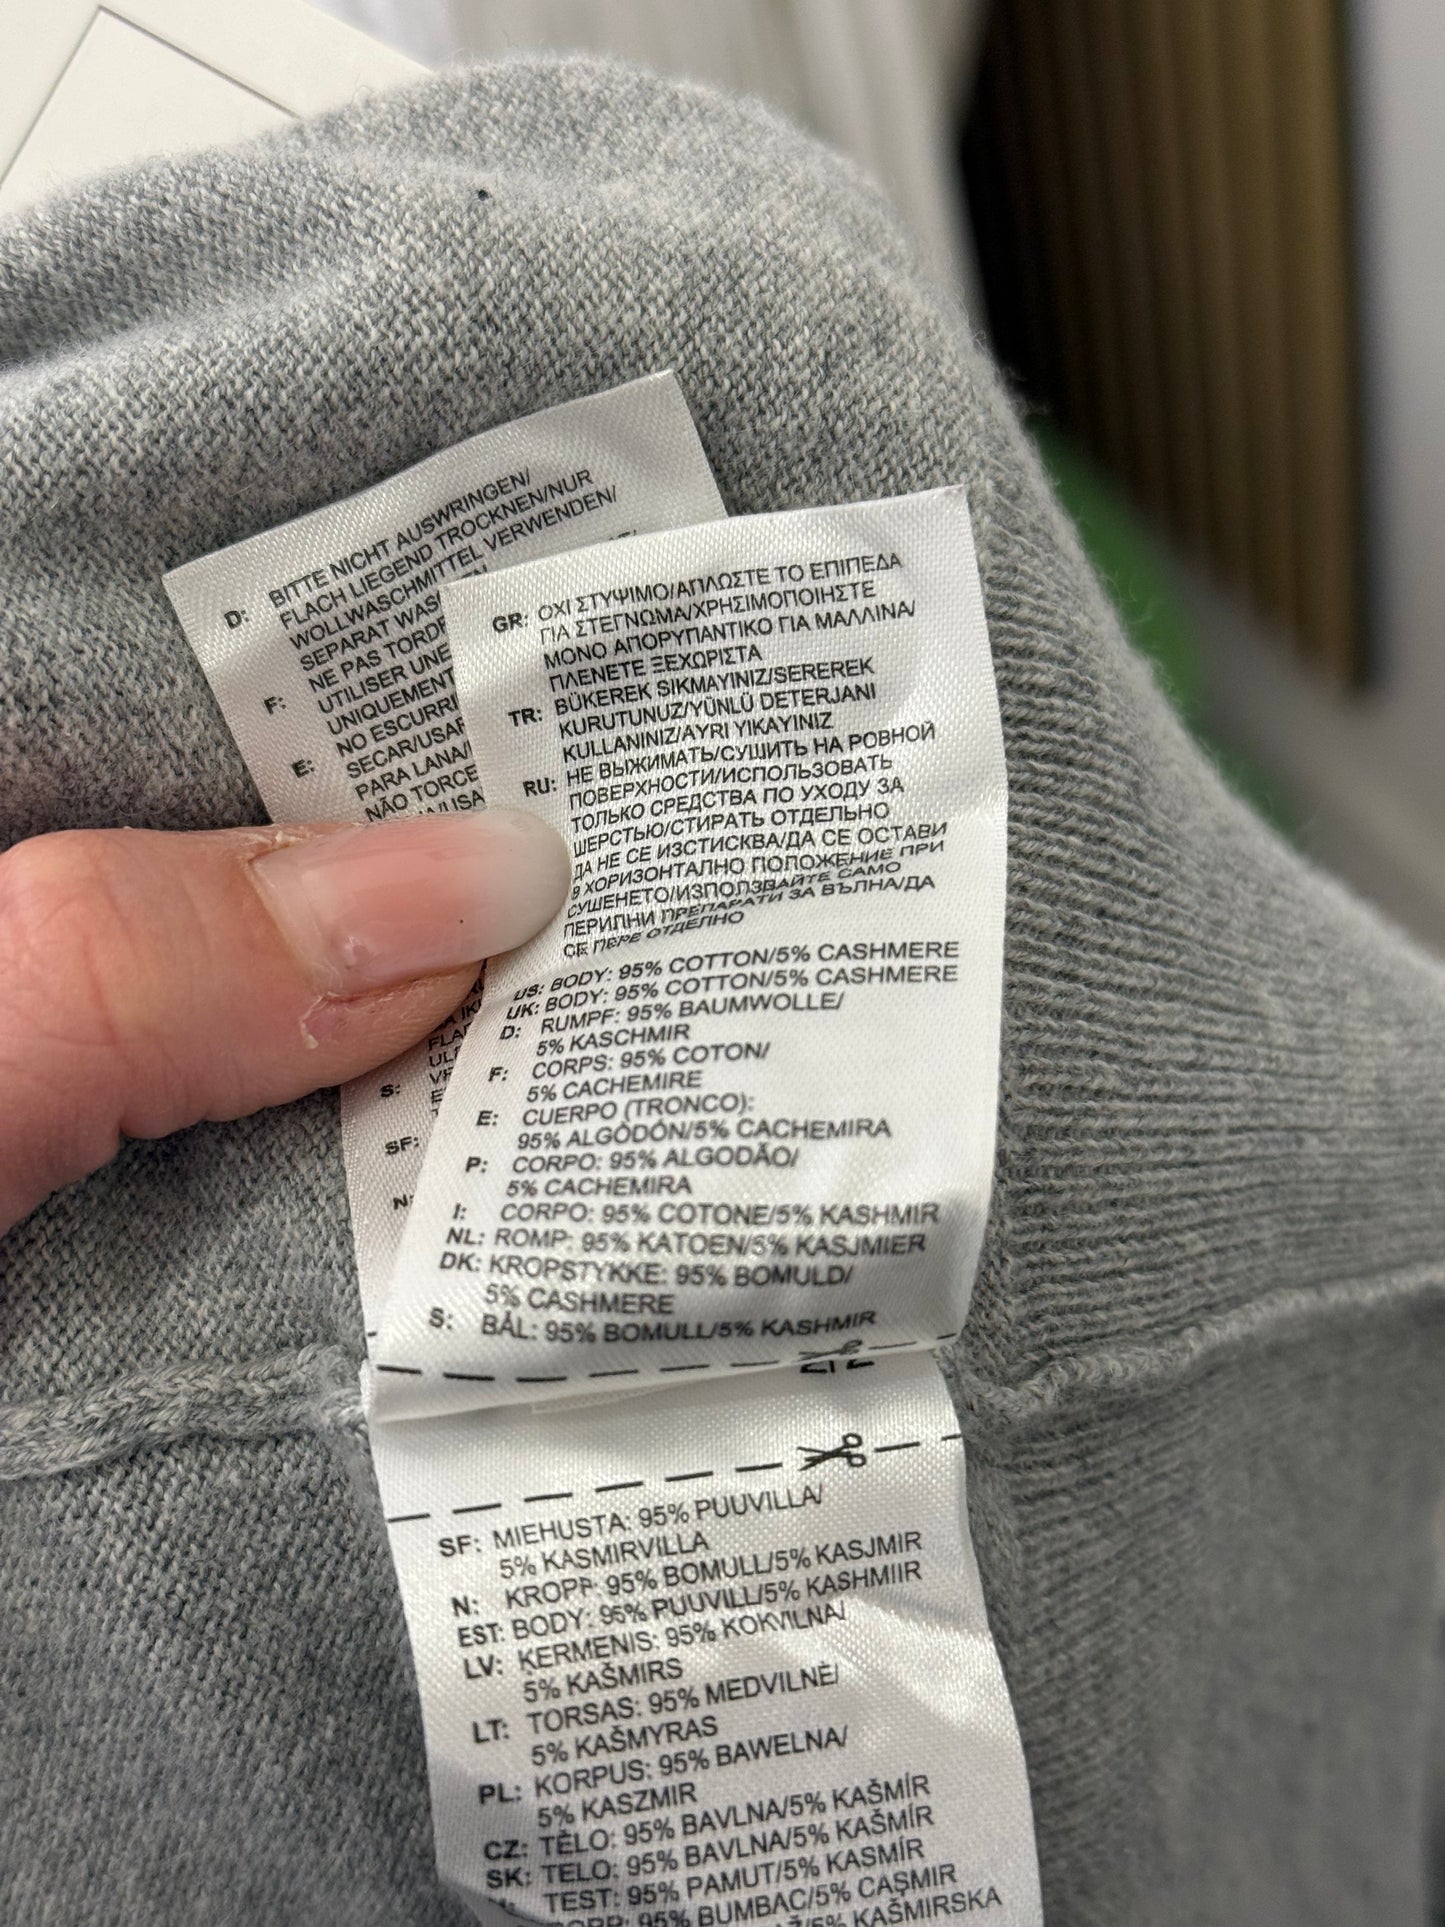 D: BITTE NICHT AUSWRINGEN/
FLACH LIEGEND TROCKNEN/NUR
WOLLWASCHMITTEL VERWENDEN/
SEPARAT
F: NE PAS
UTILISER UNE
UNIQUEMENT
E: NO
SECAR/
PARA
NÃO
S:
SF:
GR: ΟΧΙ ΣΤΥΨΙΜΟ/ΑΠΛΩΣΤΕ ΤΟ ΕΠΙΠΕΔΑ
ΓΙΑ ΣΤΕΓΝΩΜΑ/ΧΡΗΣΙΜΟΠΟΙΗΣΤΕ
ΜΟΝΟ ΑΠΟΡΥΠΑΝΤΙΚΟ ΓΙΑ ΜΑΛΛΙΝΑ/
ΠΛΕΝΕΤΕ ΞΕΧΩΡΙΣΤΑ
TR: BÜKEREK SIKMAYINIZ/SEREREK
KURUTUNUZ/YÜNLÜ DETERJANI
KULLANINIZ/AYRI YIKAYINIZ
RU: НЕ ВЫЖИМАТЬ/СУШИТЬ НА РОВНОЙ
ПОВЕРХНОСТИ/ИСПОЛЬЗОВАТЬ
ТОЛЬКО СРЕДСТВА ПО УХОДУ ЗА
ШЕРСТЬЮ/СТИРАТЬ ОТДЕЛЬНО
ДА НЕ СЕ ИЗСТИСКВА/ДА СЕ ОСТАВИ
В ХОРИЗОНТАЛНО ПОЛОЖЕНИЕ ПРИ
СУШЕНЕТО/ИЗПОЛЗВАЙТЕ САМО
ПЕРИЛНИ ПРЕПАРАТИ ЗА ВЪЛНА/ДА
СЕ ПЕРЕ ОТДЕЛНО
US: BODY: 95% COTTON/5% CASHMERE
UK: BODY: 95% COTTON/5% CASHMERE
D: RUMPF: 95% BAUMWOLLE/
5% KASCHMIR
F: CORPS: 95% COTON/
5% CACHEMIRE
E: CUERPO (TRONCO):
95% ALGODÓN/5% CACHEMIRA
P: CORPO: 95% ALGODÃO/
5% CACHEMIRA
I: CORPO: 95% COTONE/5% KASHMIR
NL: ROMP: 95% KATOEN/5% KASJMIER
DK: KROPSTYKKE: 95% BOMULD/
5% CASHMERE
S: BÅL: 95% BOMULL/5% KASHMIR
SF: MIEHUSTA: 95% PUUVILLA/
5% KASMIRVILLA
N: KROPP: 95% BOMULL/5% KASJMIR
EST: BODY: 95% PUUVILL/5% KASHMIIR
LV: ĶERMENIS: 95% KOKVILNA/
5% KAŠMIRS
LT: TORSAS: 95% MEDVILNĖ/
5% KAŠMYRAS
PL: KORPUS: 95% BAWEŁNA/
5% KASZMIR
CZ: TĚLO: 95% BAVLNA/5% KAŠMÍR
SK: TELO: 95% BAVLNA/5% KAŠMÍR
TEST: 95% PAMUT/5% KASMÍR
95% BUMBAC/5% CAȘMIR
KAŠMIRSKA